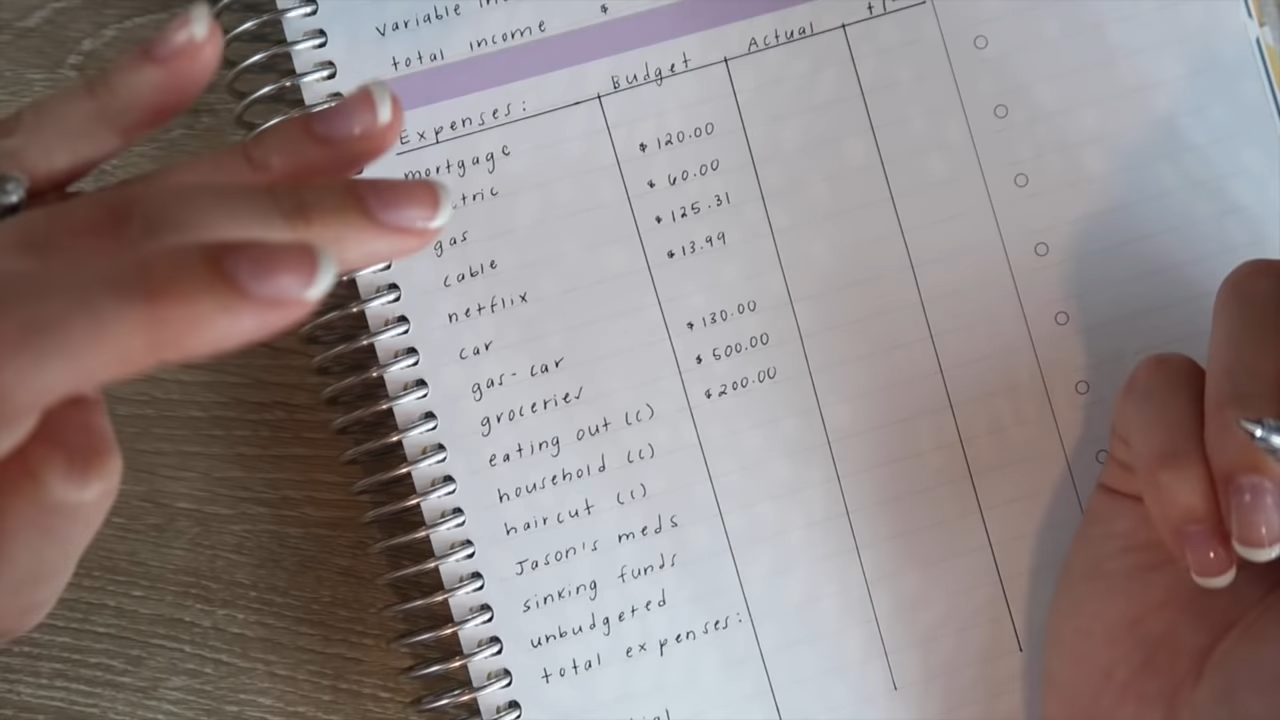 variable
total income $
Expenses: Budget Actual +/-
mortgage
tric $120.00
gas $60.00
cable $125.31
netflix $13.99
car
gas-car $130.00
groceries $500.00
eating out (c) $200.00
household (c)
haircut (c)
Jason's meds
sinking funds
unbudgeted
total expenses: